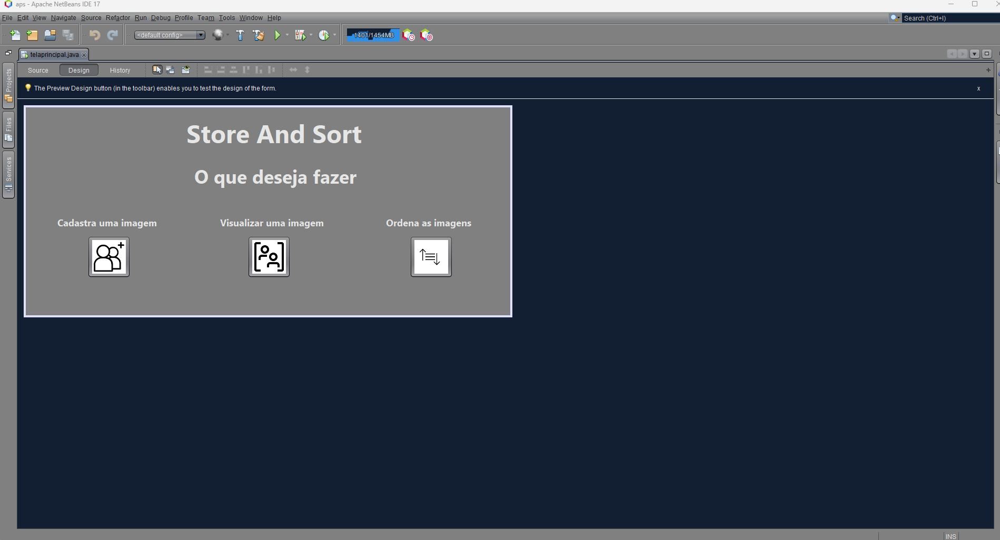 aps - Apache NetBeans IDE 17
File Edit View Navigate Source Refactor Run Debug Profile Team Tools Window Help
Search (Ctrl+I)
<default config>
1401/1454MB
telaprincipal.java
Source Design History
Projects
Files
Services
The Preview Design button (in the toolbar) enables you to test the design of the form.
x
Store And Sort
O que deseja fazer
Cadastra uma imagem
Visualizar uma imagem
Ordena as imagens
INS